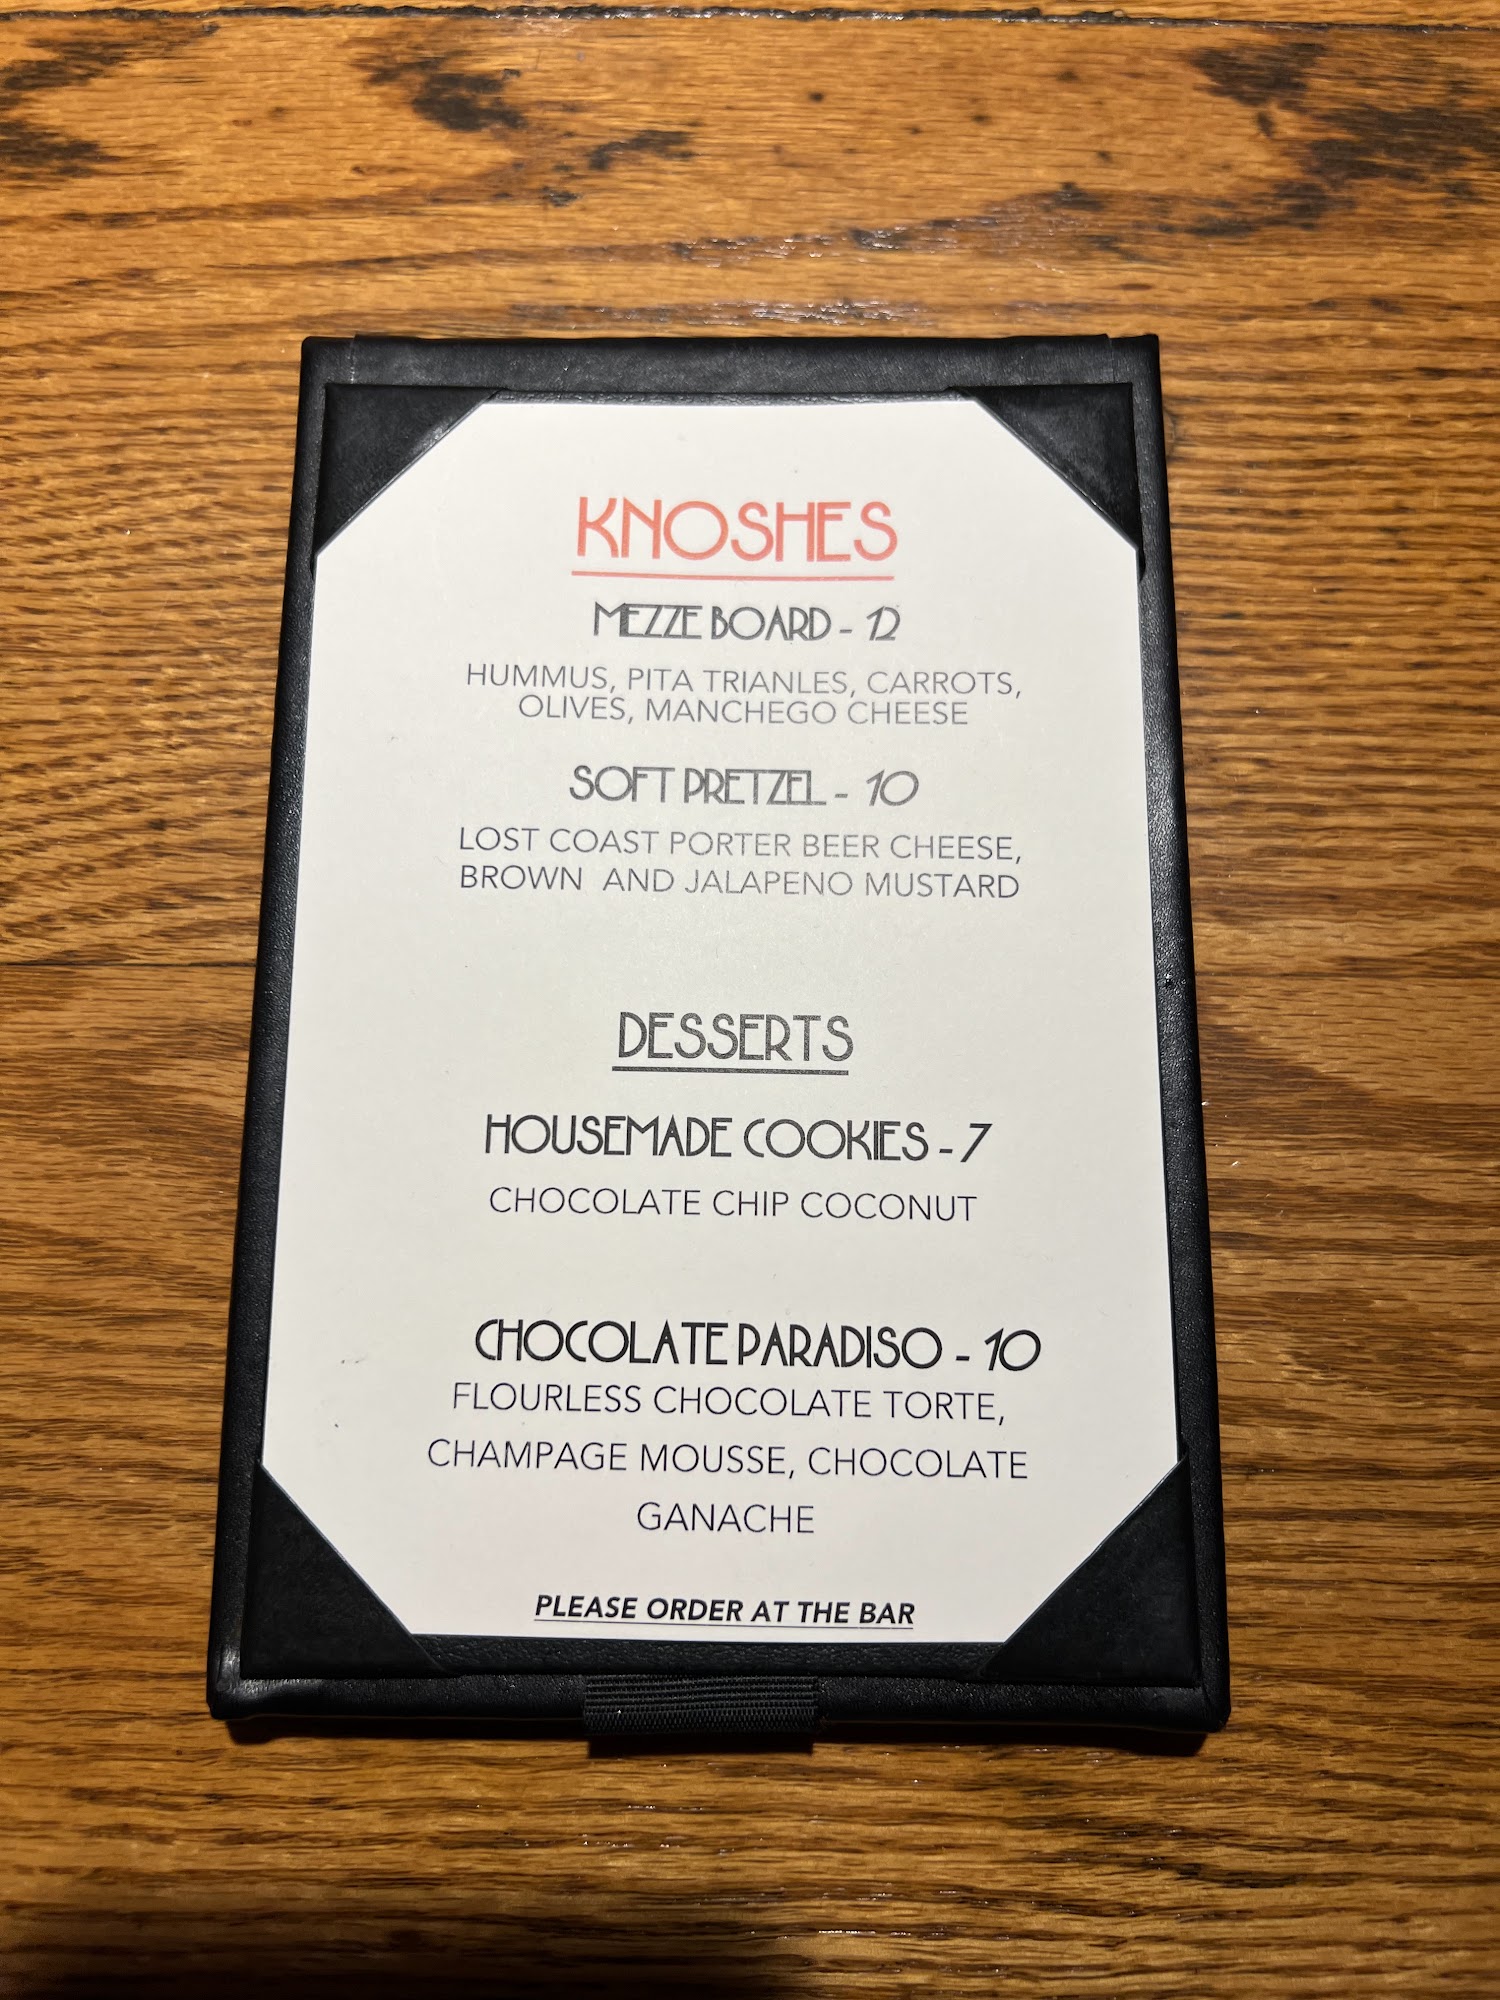 KNOSHES
MEZZE BOARD - 12
HUMMUS, PITA TRIANLES, CARROTS,
OLIVES, MANCHEGO CHEESE
SOFT PRETZEL - 10
LOST COAST PORTER BEER CHEESE,
BROWN AND JALAPENO MUSTARD
DESSERTS
HOUSEMADE COOKIES - 7
CHOCOLATE CHIP COCONUT
CHOCOLATE PARADISO - 10
FLOURLESS CHOCOLATE TORTE,
CHAMPAGE MOUSSE, CHOCOLATE
GANACHE
PLEASE ORDER AT THE BAR